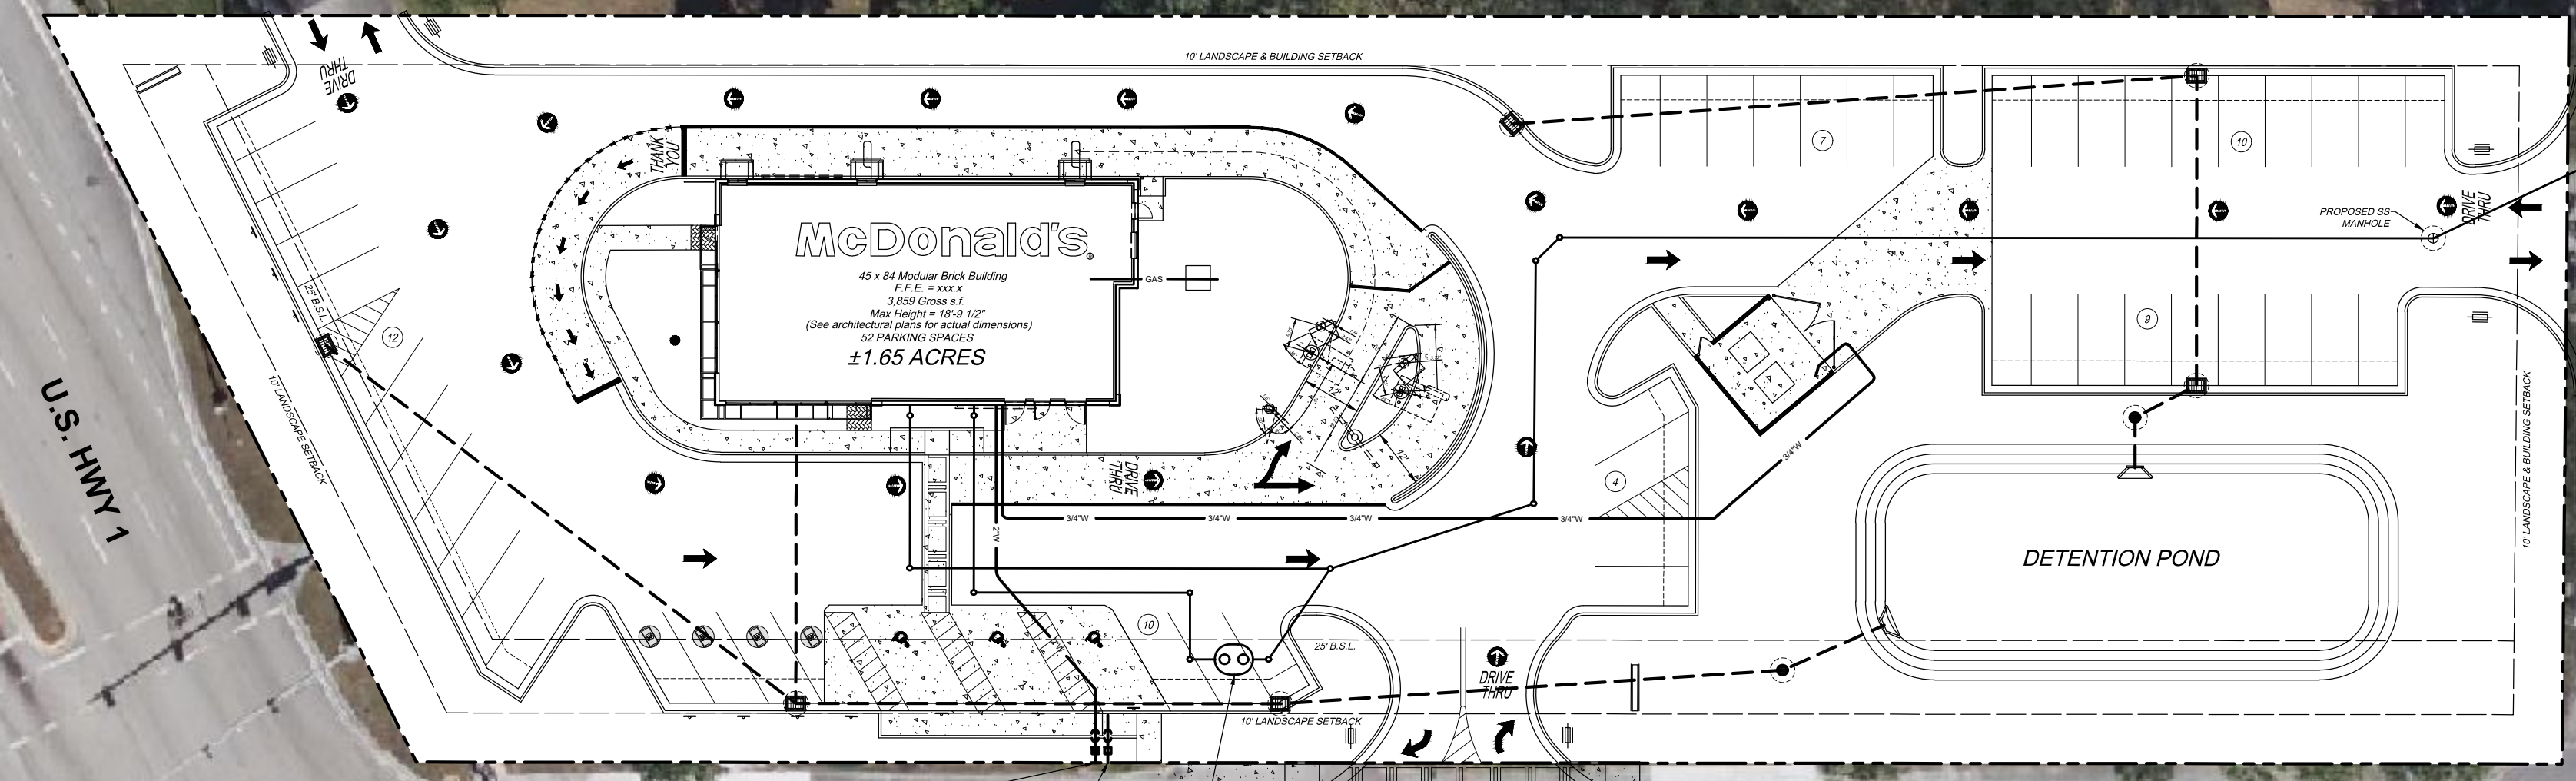 10' LANDSCAPE & BUILDING SETBACK
DRIVE
THRU
THANK
YOU
7
10
DRIVE
THRU
PROPOSED SS
MANHOLE
McDonald's®
45 x 84 Modular Brick Building
F.F.E. = xxx.x
3,859 Gross s.f.
Max Height = 18'-9 1/2"
(See architectural plans for actual dimensions)
52 PARKING SPACES
±1.65 ACRES
GAS
25' B.S.L.
12
9
U.S. HWY 1
10' LANDSCAPE SETBACK
12'
12'
10' LANDSCAPE & BUILDING SETBACK
DRIVE
THRU
4
3/4"W
3/4"W
3/4"W
3/4"W
3/4"W
2"W
DETENTION POND
10
25' B.S.L.
DRIVE
THRU
10' LANDSCAPE SETBACK